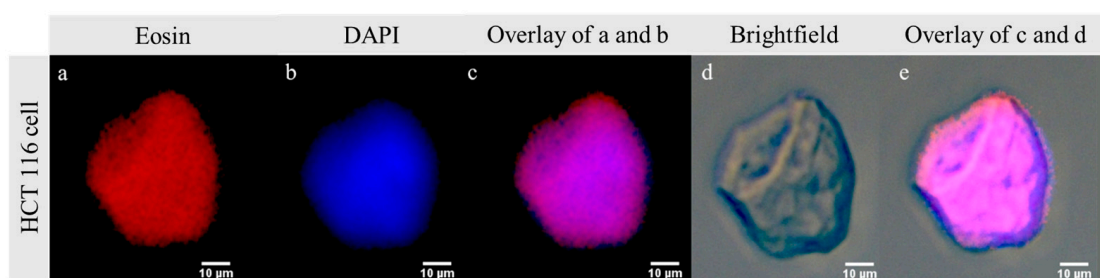 Eosin
DAPI
Overlay of a and b
Brightfield
Overlay of c and d
HCT 116 cell
a
b
c
d
e
10 µm
10 µm
10 µm
10 µm
10 µm